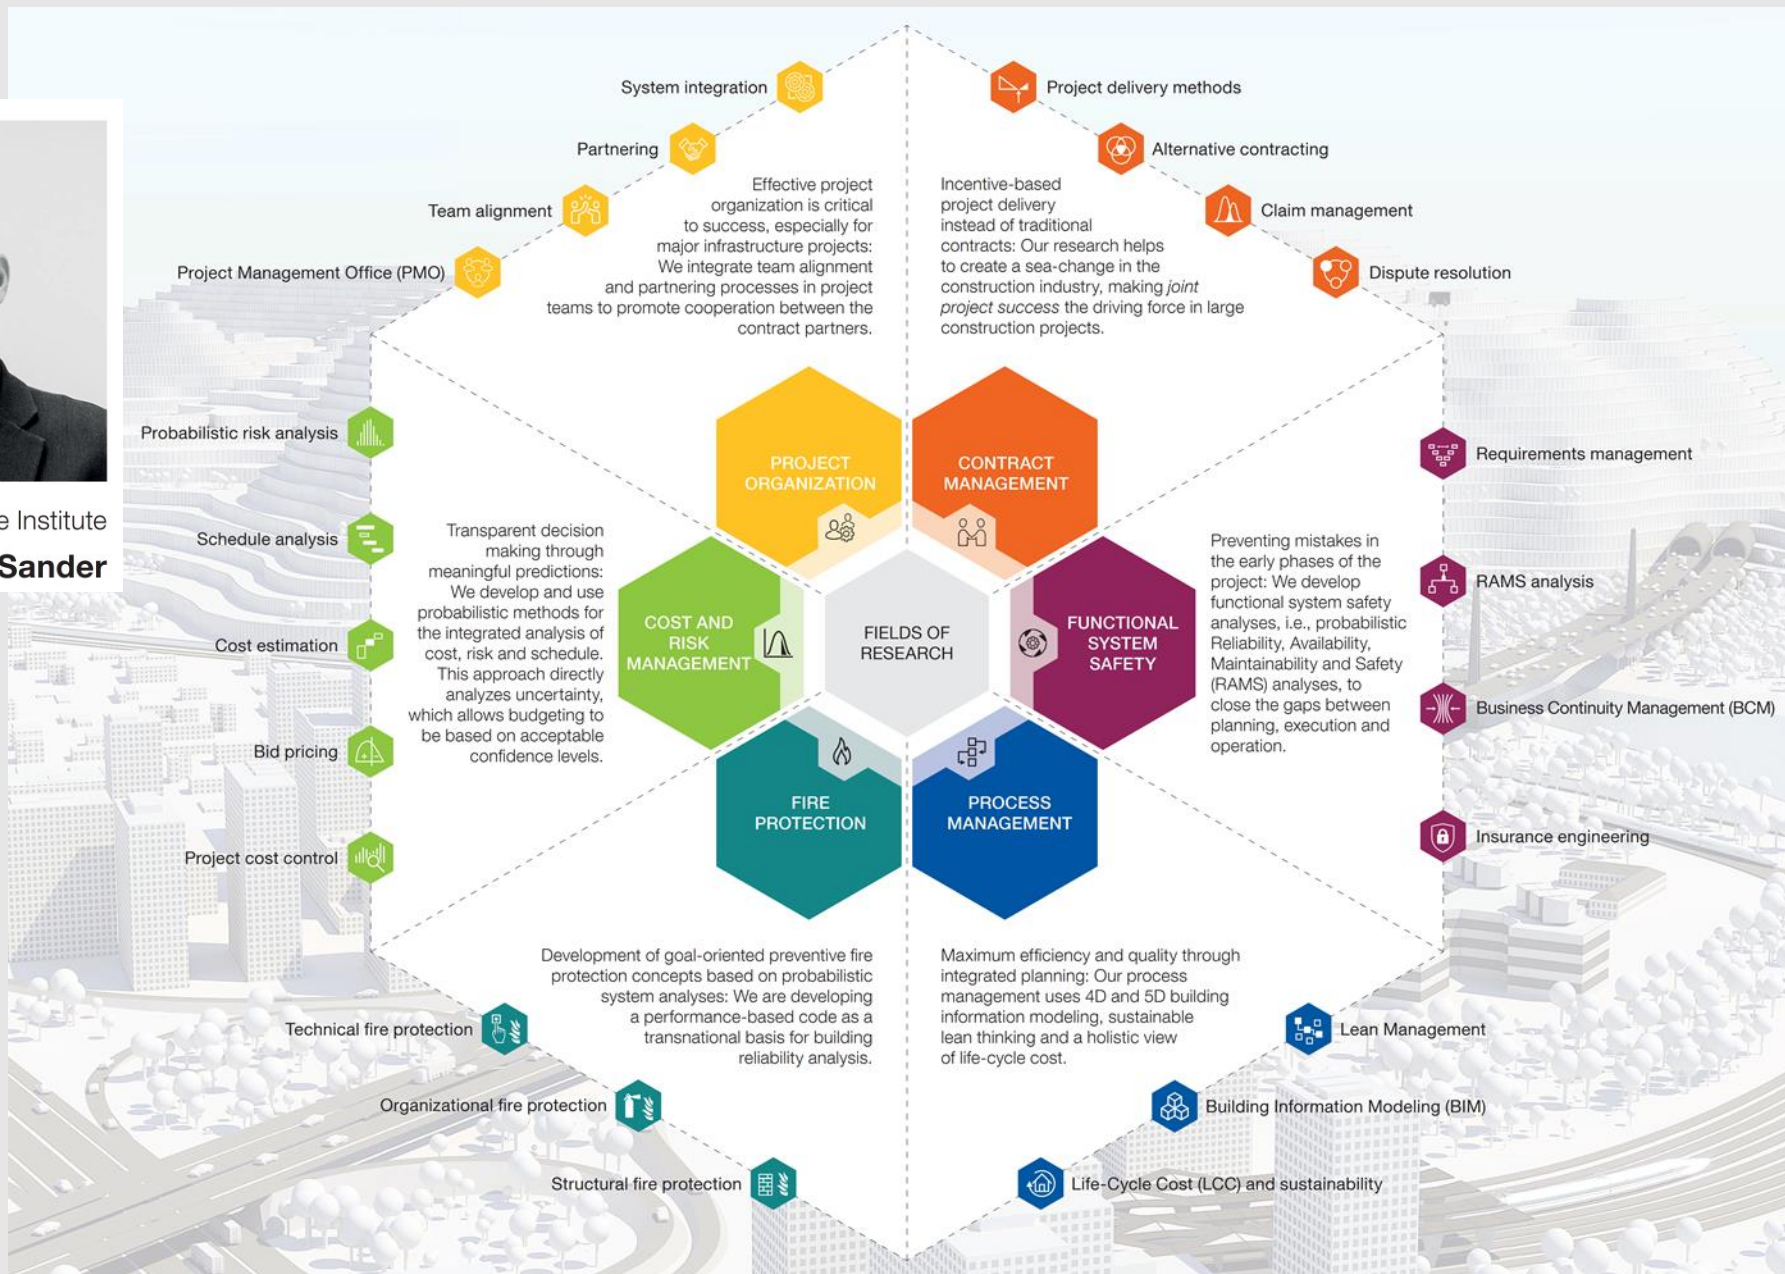 System integration
Partnering
Team alignment
Project Management Office (PMO)
Effective project
organization is critical
to success, especially for
major infrastructure projects:
We integrate team alignment
and partnering processes in project
teams to promote cooperation between the
contract partners.
Project delivery methods
Alternative contracting
Claim management
Dispute resolution
Incentive-based
project delivery
instead of traditional
contracts: Our research helps
to create a sea-change in the
construction industry, making joint
project success the driving force in large
construction projects.
e Institute
Sander
Probabilistic risk analysis
Schedule analysis
Cost estimation
Bid pricing
Project cost control
Transparent decision
making through
meaningful predictions:
We develop and use
probabilistic methods for
the integrated analysis of
cost, risk and schedule.
This approach directly
analyzes uncertainty,
which allows budgeting to
be based on acceptable
confidence levels.
PROJECT
ORGANIZATION
CONTRACT
MANAGEMENT
COST AND
RISK
MANAGEMENT
FIELDS OF
RESEARCH
FUNCTIONAL
SYSTEM
SAFETY
FIRE
PROTECTION
PROCESS
MANAGEMENT
Preventing mistakes in
the early phases of the
project: We develop
functional system safety
analyses, i.e., probabilistic
Reliability, Availability,
Maintainability and Safety
(RAMS) analyses, to
close the gaps between
planning, execution and
operation.
Requirements management
RAMS analysis
Business Continuity Management (BCM)
Insurance engineering
Development of goal-oriented preventive fire
protection concepts based on probabilistic
system analyses: We are developing
a performance-based code as a
transnational basis for building
reliability analysis.
Technical fire protection
Organizational fire protection
Structural fire protection
Maximum efficiency and quality through
integrated planning: Our process
management uses 4D and 5D building
information modeling, sustainable
lean thinking and a holistic view
of life-cycle cost.
Lean Management
Building Information Modeling (BIM)
Life-Cycle Cost (LCC) and sustainability